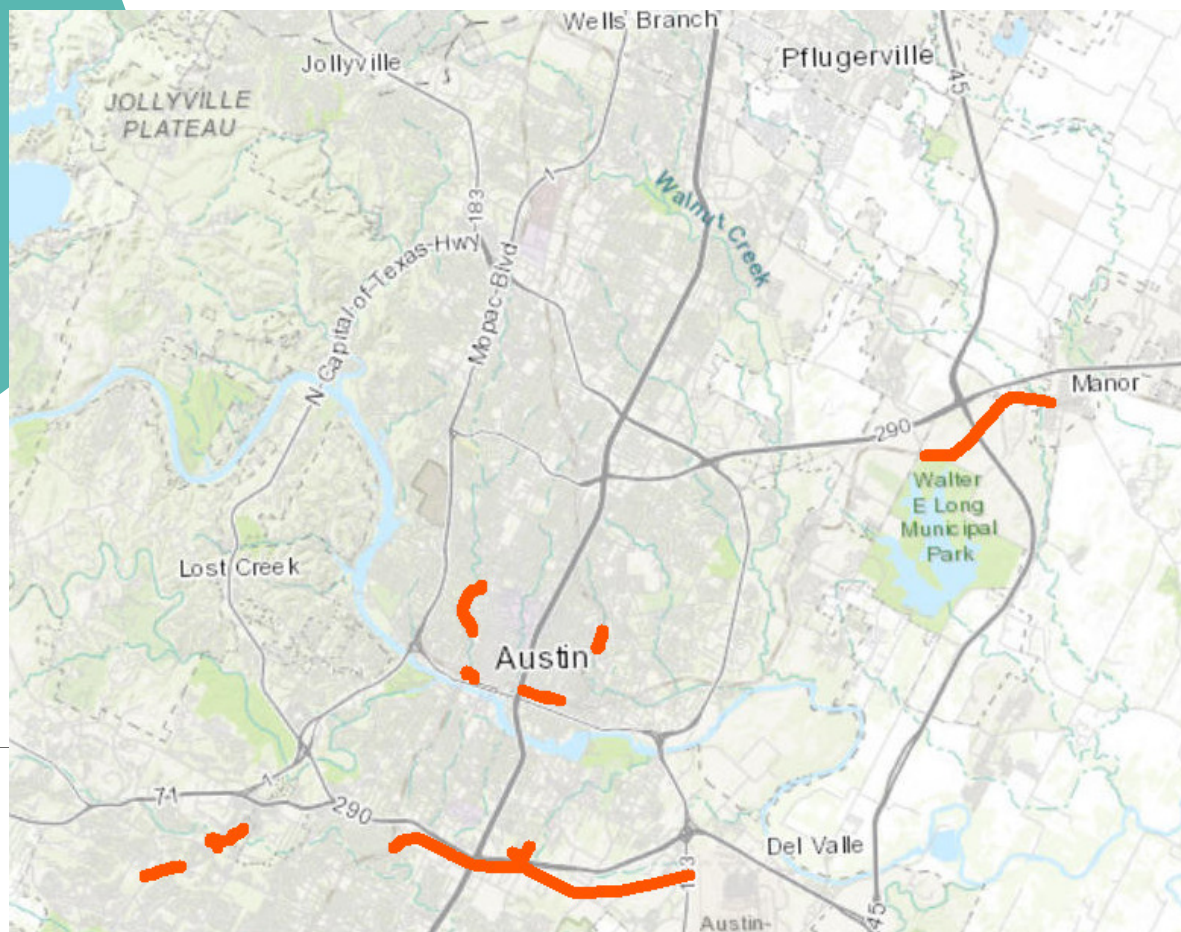 Wells Branch
Jollyville
Pflugerville
45
JOLLYVILLE
PLATEAU
Walnut Creek
1
183
N Capital of Texas Hwy
Mopac Blvd
Manor
290
Walter
E Long
Municipal
Park
Lost Creek
Austin
1
71
290
Del Valle
183
45
Austin-